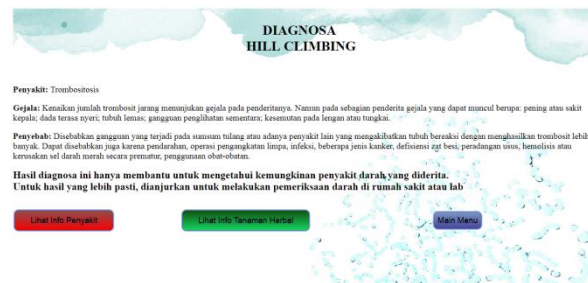 DIAGNOSA
HILL CLIMBING
Penyakit: Trombositosis
Gejala: Kenaikan jumlah trombosit jarang menunjukan gejala pada penderitanya. Namun pada sebagian penderita gejala yang dapat muncul berupa: pening atau sakit
kepala; dada terasa nyeri; tubuh lemas; gangguan penglihatan sementara; kesemutan pada lengan atau tungkai.
Penyebab: Disebabkan gangguan yang terjadi pada sumsum tulang atau adanya penyakit lain yang mengakibatkan tubuh bereaksi dengan menghasilkan trombosit lebih
banyak. Dapat disebabkan juga karena pendarahan, operasi pengangkatan limpa, infeksi, beberapa jenis kanker, defisiensi zat besi, peradangan usus, hemolisis atau
kerusakan sel darah merah secara prematur, penggunaan obat-obatan.
Hasil diagnosa ini hanya membantu untuk mengetahui kemungkinan penyakit darah yang diderita.
Untuk hasil yang lebih pasti, dianjurkan untuk melakukan pemeriksaan darah di rumah sakit atau lab
Lihat Info Penyakit
Lihat Info Tanaman Herbal
Main Menu